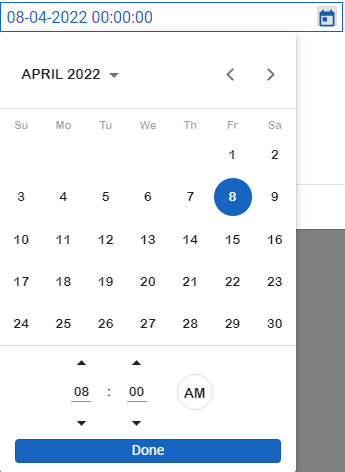 08-04-2022 00:00:00
APRIL 2022
Su Mo Tu We Th Fr Sa
1 2
3 4 5 6 7 8 9
10 11 12 13 14 15 16
17 18 19 20 21 22 23
24 25 26 27 28 29 30
08 : 00 AM
Done